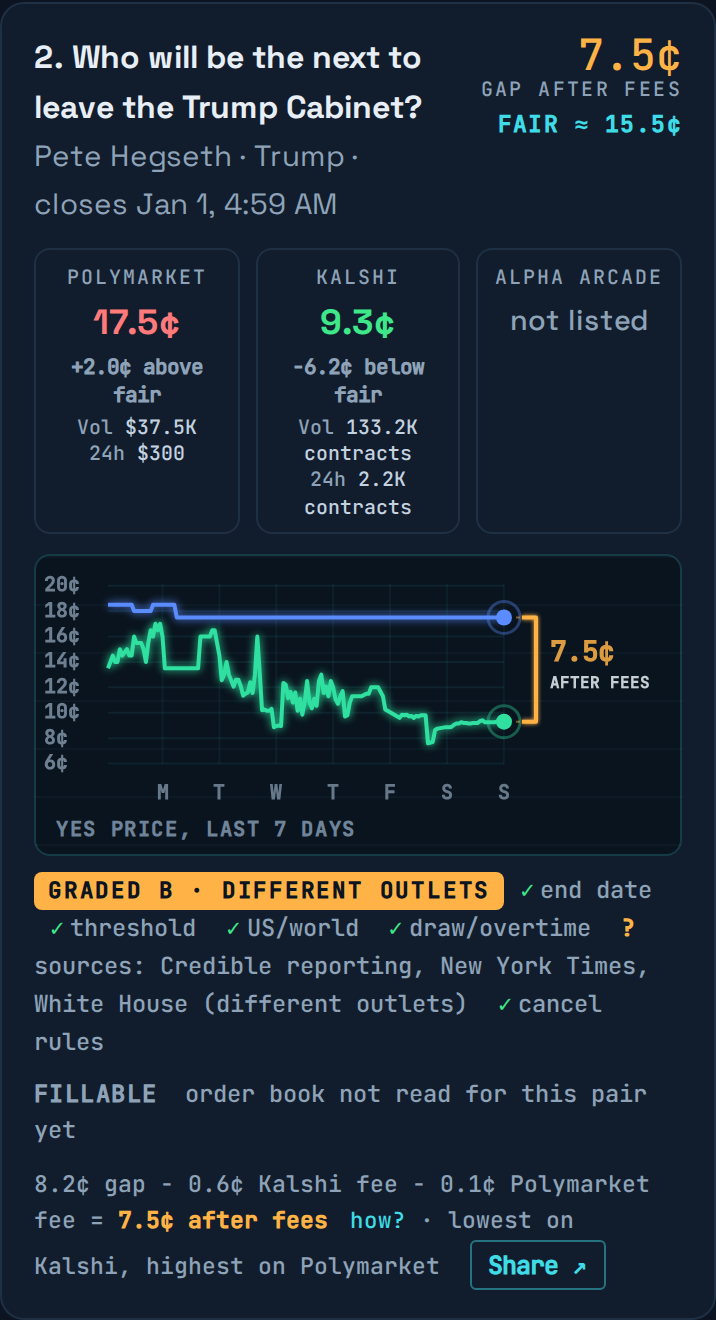 2. Who will be the next to
leave the Trump Cabinet?
Pete Hegseth · Trump ·
closes Jan 1, 4:59 AM
7.5¢
GAP AFTER FEES
FAIR ≈ 15.5¢
POLYMARKET
17.5¢
+2.0¢ above
fair
Vol $37.5K
24h $300
KALSHI
9.3¢
-6.2¢ below
fair
Vol 133.2K
contracts
24h 2.2K
contracts
ALPHA ARCADE
not listed
20¢
18¢
16¢
14¢
12¢
10¢
8¢
6¢
7.5¢
AFTER FEES
M T W T F S S
YES PRICE, LAST 7 DAYS
GRADED B · DIFFERENT OUTLETS ✓ end date
✓ threshold ✓ US/world ✓ draw/overtime ?
sources: Credible reporting, New York Times,
White House (different outlets) ✓ cancel
rules
FILLABLE order book not read for this pair
yet
8.2¢ gap - 0.6¢ Kalshi fee - 0.1¢ Polymarket
fee = 7.5¢ after fees how? · lowest on
Kalshi, highest on Polymarket Share ↗